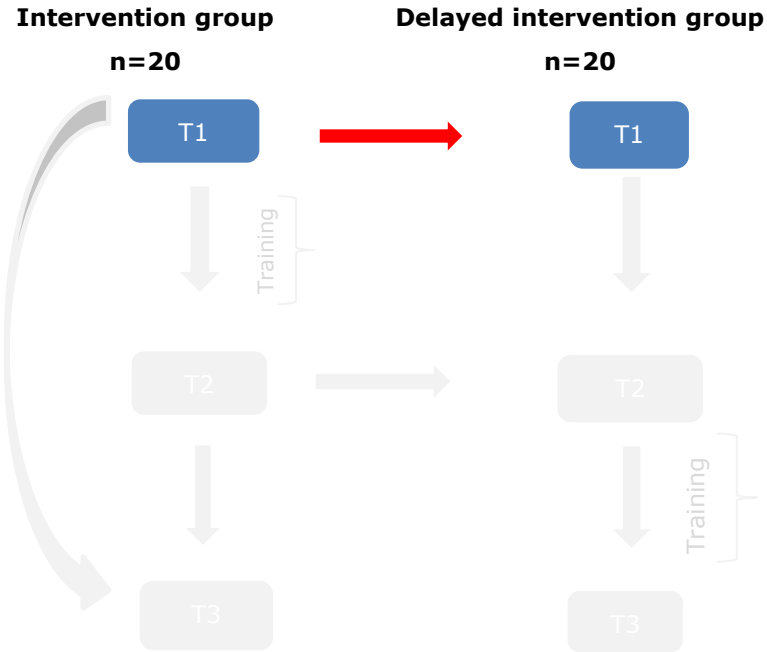 Intervention group
Delayed intervention group
n=20
n=20
T1
T1
Training
T2
T2
Training
T3
T3